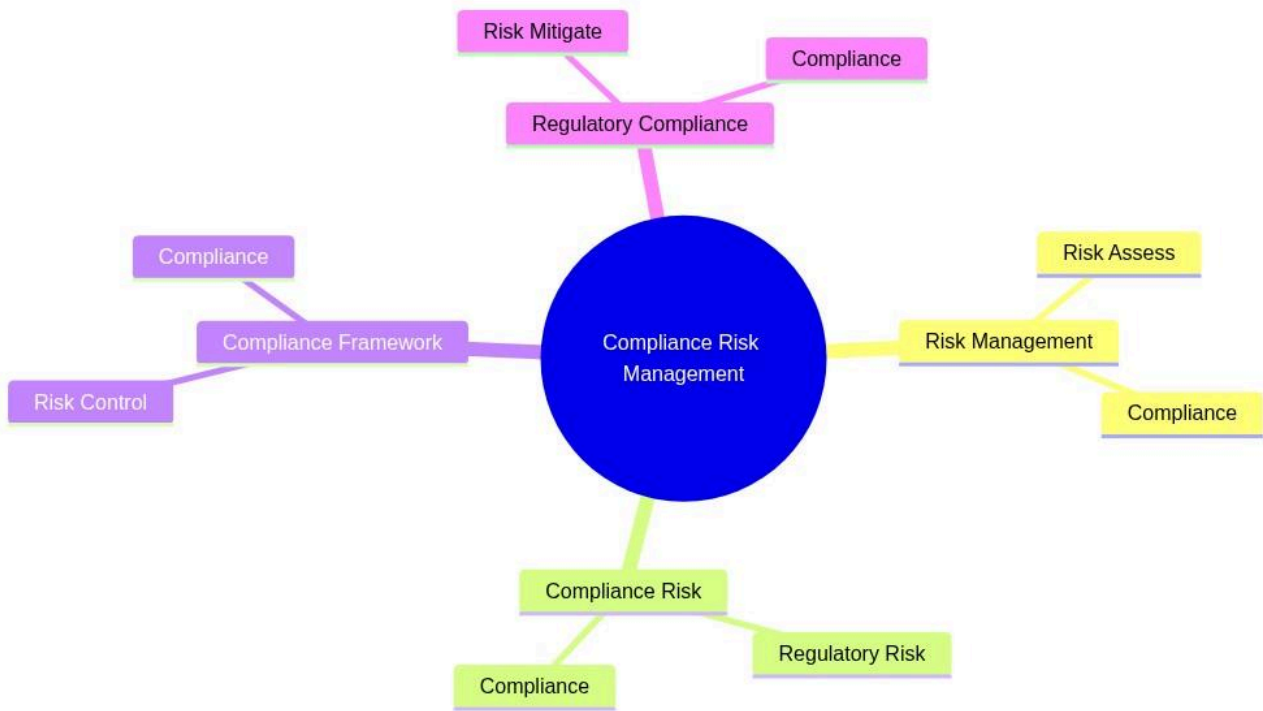 Risk Mitigate
Compliance
Regulatory Compliance
Compliance
Risk Assess
Compliance Framework
Compliance Risk
Management
Risk Management
Risk Control
Compliance
Compliance Risk
Regulatory Risk
Compliance